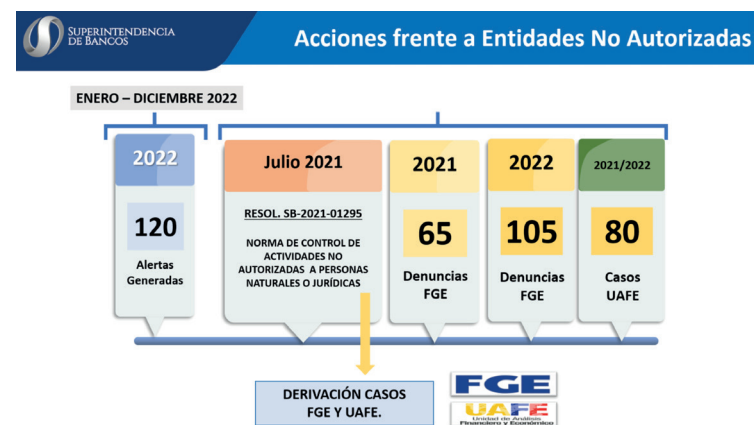 SUPERINTENDENCIA
DE BANCOS
Acciones frente a Entidades No Autorizadas
ENERO – DICIEMBRE 2022
2022
120
Alertas
Generadas
Julio 2021
RESOL. SB-2021-01295
NORMA DE CONTROL DE
ACTIVIDADES NO
AUTORIZADAS A PERSONAS
NATURALES O JURÍDICAS
2021
65
Denuncias
FGE
2022
105
Denuncias
FGE
2021/2022
80
Casos
UAFE
DERIVACIÓN CASOS
FGE Y UAFE.
FGE
UAFE
Unidad de Análisis
Financiero y Económico